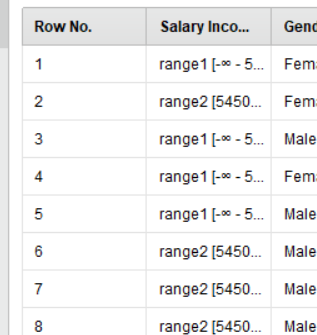 Row No. Salary Inco... Gend
1 range1 [-∞ - 5... Fema
2 range2 [5450... Fema
3 range1 [-∞ - 5... Male
4 range1 [-∞ - 5... Fema
5 range1 [-∞ - 5... Male
6 range2 [5450... Male
7 range2 [5450... Male
8 range2 [5450... Male